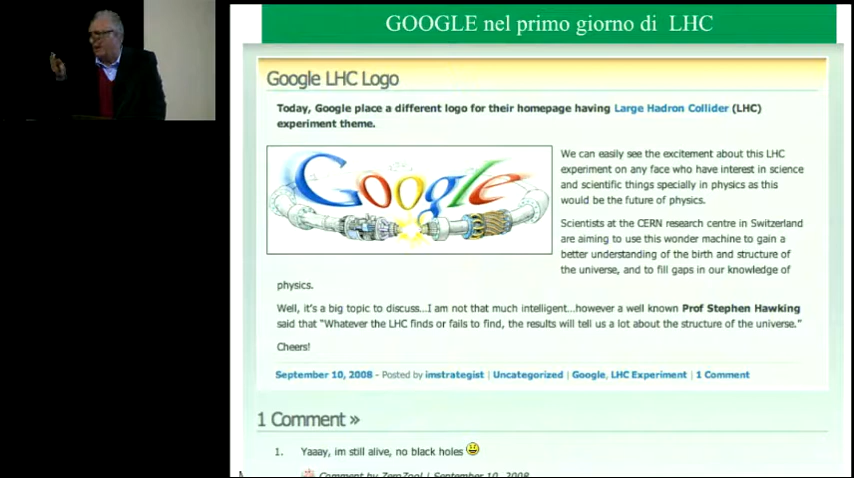 GOOGLE nel primo giorno di LHC
Google LHC Logo
Today, Google place a different logo for their homepage having Large Hadron Collider (LHC)
experiment theme.
Google
We can easily see the excitement about this LHC
experiment on any face who have interest in science
and scientific things specially in physics as this
would be the future of physics.
Scientists at the CERN research centre in Switzerland
are aiming to use this wonder machine to gain a
better understanding of the birth and structure of
the universe, and to fill gaps in our knowledge of
physics.
Well, it's a big topic to discuss...I am not that much intelligent...however a well known Prof Stephen Hawking
said that "Whatever the LHC finds or fails to find, the results will tell us a lot about the structure of the universe."
Cheers!
September 10, 2008 - Posted by imstrategist | Uncategorized | Google, LHC Experiment | 1 Comment
1 Comment »
1. Yaaay, im still alive, no black holes
Comment by ZeroZool | September 10, 2008